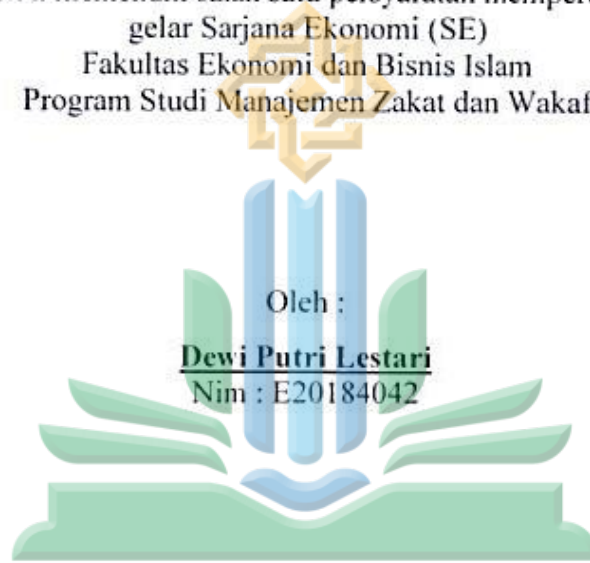 gelar Sarjana Ekonomi (SE)
Fakultas Ekonomi dan Bisnis Islam
Program Studi Manajemen Zakat dan Wakaf
Oleh :
Dewi Putri Lestari
Nim : E20184042